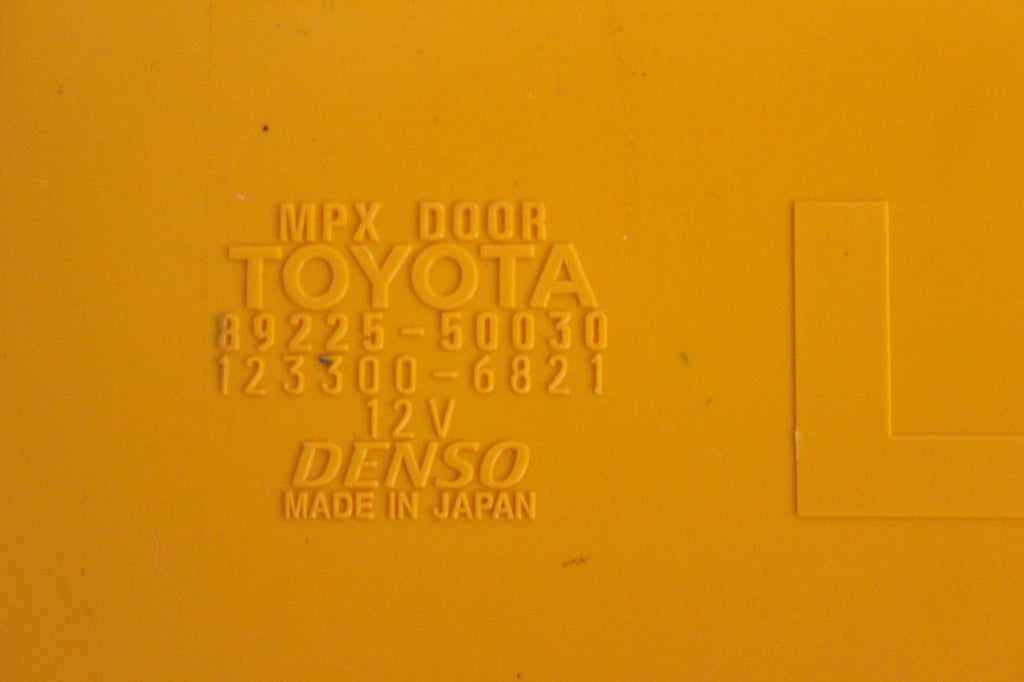 MPX DOOR
TOYOTA
89225-50030
123300-6821
12V
DENSO
MADE IN JAPAN
L